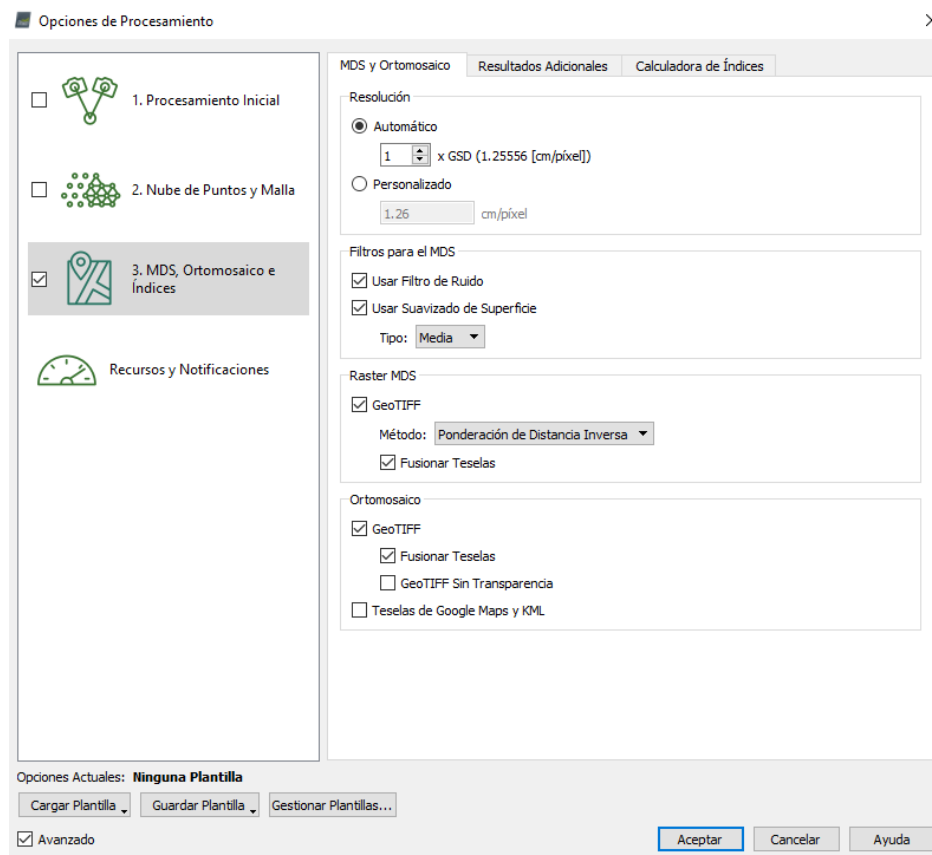 Opciones de Procesamiento
1. Procesamiento Inicial
2. Nube de Puntos y Malla
3. MDS, Ortomosaico e
Índices
Recursos y Notificaciones
MDS y Ortomosaico
Resultados Adicionales
Calculadora de Índices
Resolución
Automático
1 x GSD (1.25556 [cm/píxel])
Personalizado
1.26 cm/píxel
Filtros para el MDS
Usar Filtro de Ruido
Usar Suavizado de Superficie
Tipo: Media
Raster MDS
GeoTIFF
Método: Ponderación de Distancia Inversa
Fusionar Teselas
Ortomosaico
GeoTIFF
Fusionar Teselas
GeoTIFF Sin Transparencia
Teselas de Google Maps y KML
Opciones Actuales: Ninguna Plantilla
Cargar Plantilla
Guardar Plantilla
Gestionar Plantillas...
Avanzado
Aceptar
Cancelar
Ayuda